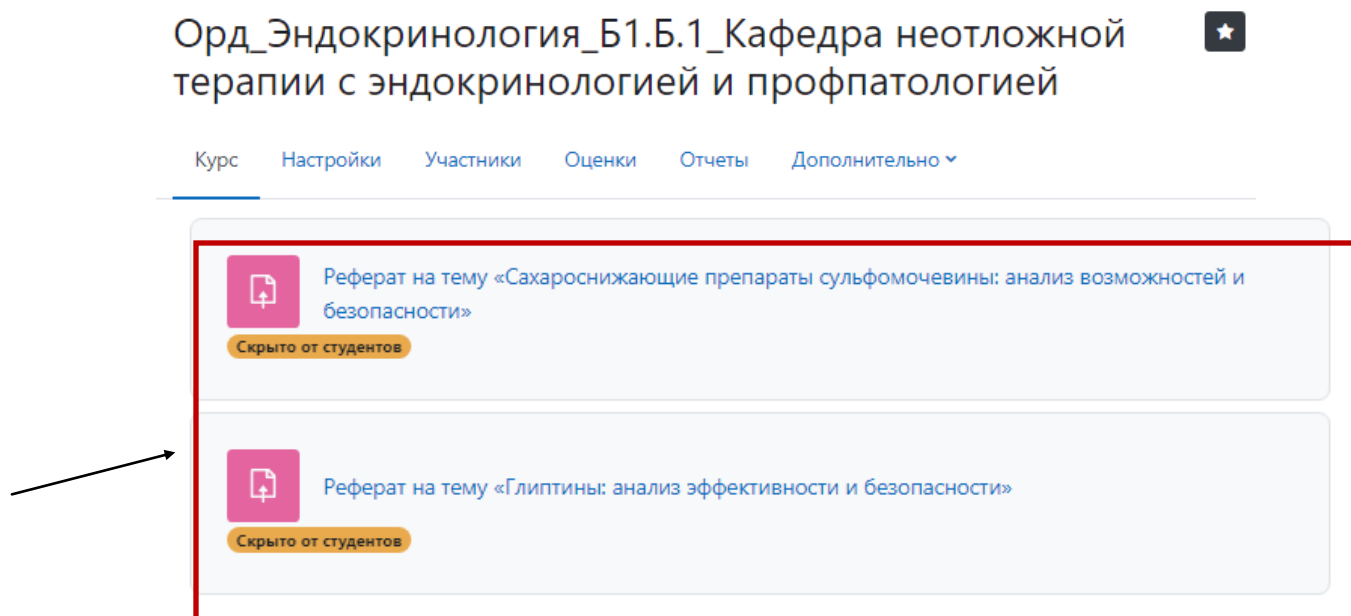 Орд_Эндокринология_Б1.Б.1_Кафедра неотложной
терапии с эндокринологией и профпатологией
Курс Настройки Участники Оценки Отчеты Дополнительно
Реферат на тему «Сахароснижающие препараты сульфомочевины: анализ возможностей и
безопасности»
Скрыто от студентов
Реферат на тему «Глиптины: анализ эффективности и безопасности»
Скрыто от студентов